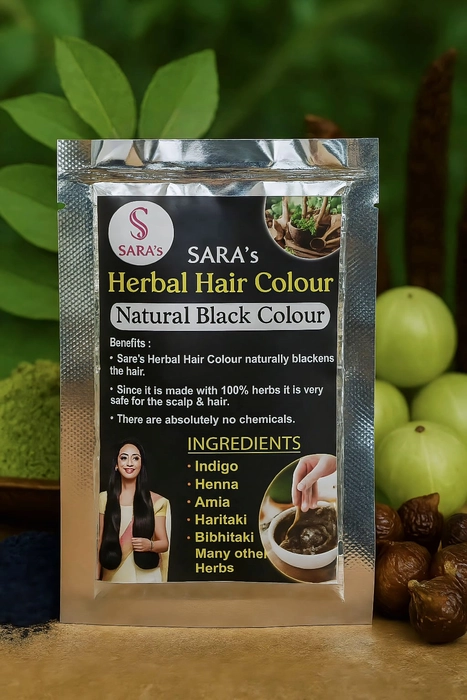 SARA's
SARA's
Herbal Hair Colour
Natural Black Colour
Benefits :
• Sare's Herbal Hair Colour naturally blackens
the hair.
• Since it is made with 100% herbs it is very
safe for the scalp & hair.
• There are absolutely no chemicals.
INGREDIENTS
• Indigo
• Henna
• Amia
• Haritaki
• Bibhitaki
Many other
Herbs